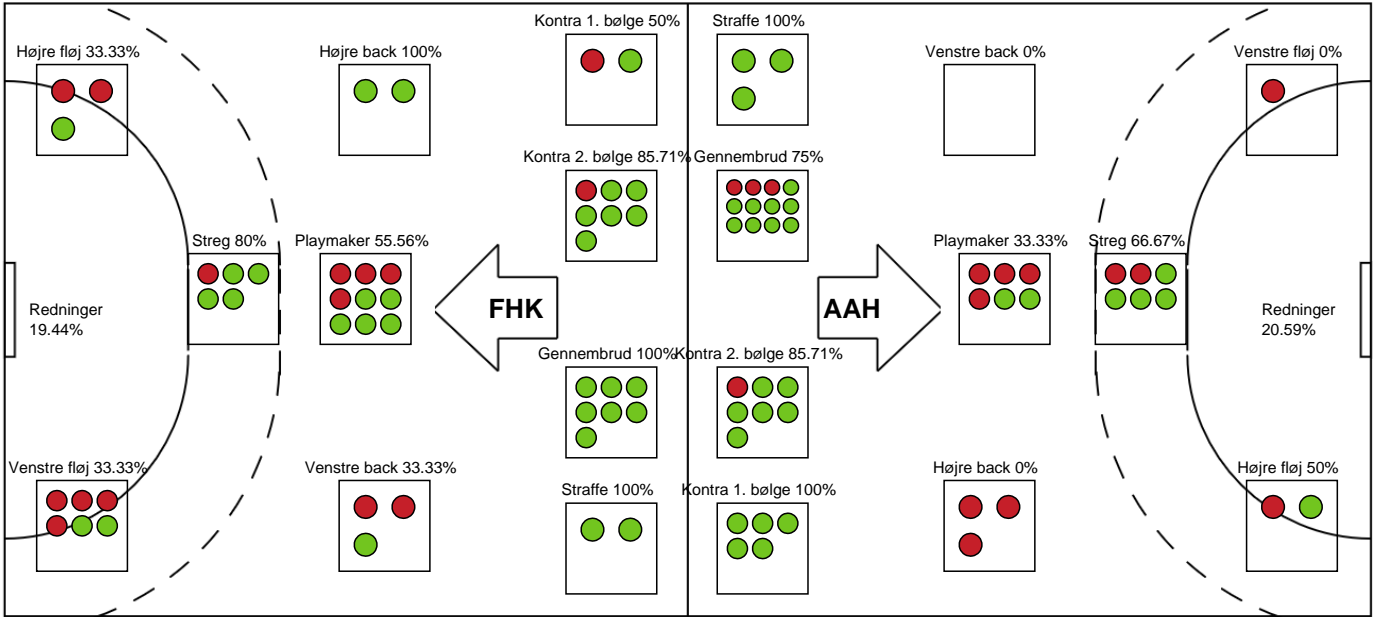 Kontra 1. bølge 50%
Straffe 100%
Højre fløj 33.33%
Højre back 100%
Venstre back 0%
Venstre fløj 0%
Kontra 2. bølge 85.71%
Gennembrud 75%
Streg 80%
Playmaker 55.56%
Playmaker 33.33%
Streg 66.67%
Redninger
19.44%
FHK
AAH
Redninger
20.59%
Gennembrud 100%
Kontra 2. bølge 85.71%
Venstre fløj 33.33%
Venstre back 33.33%
Højre back 0%
Højre fløj 50%
Straffe 100%
Kontra 1. bølge 100%